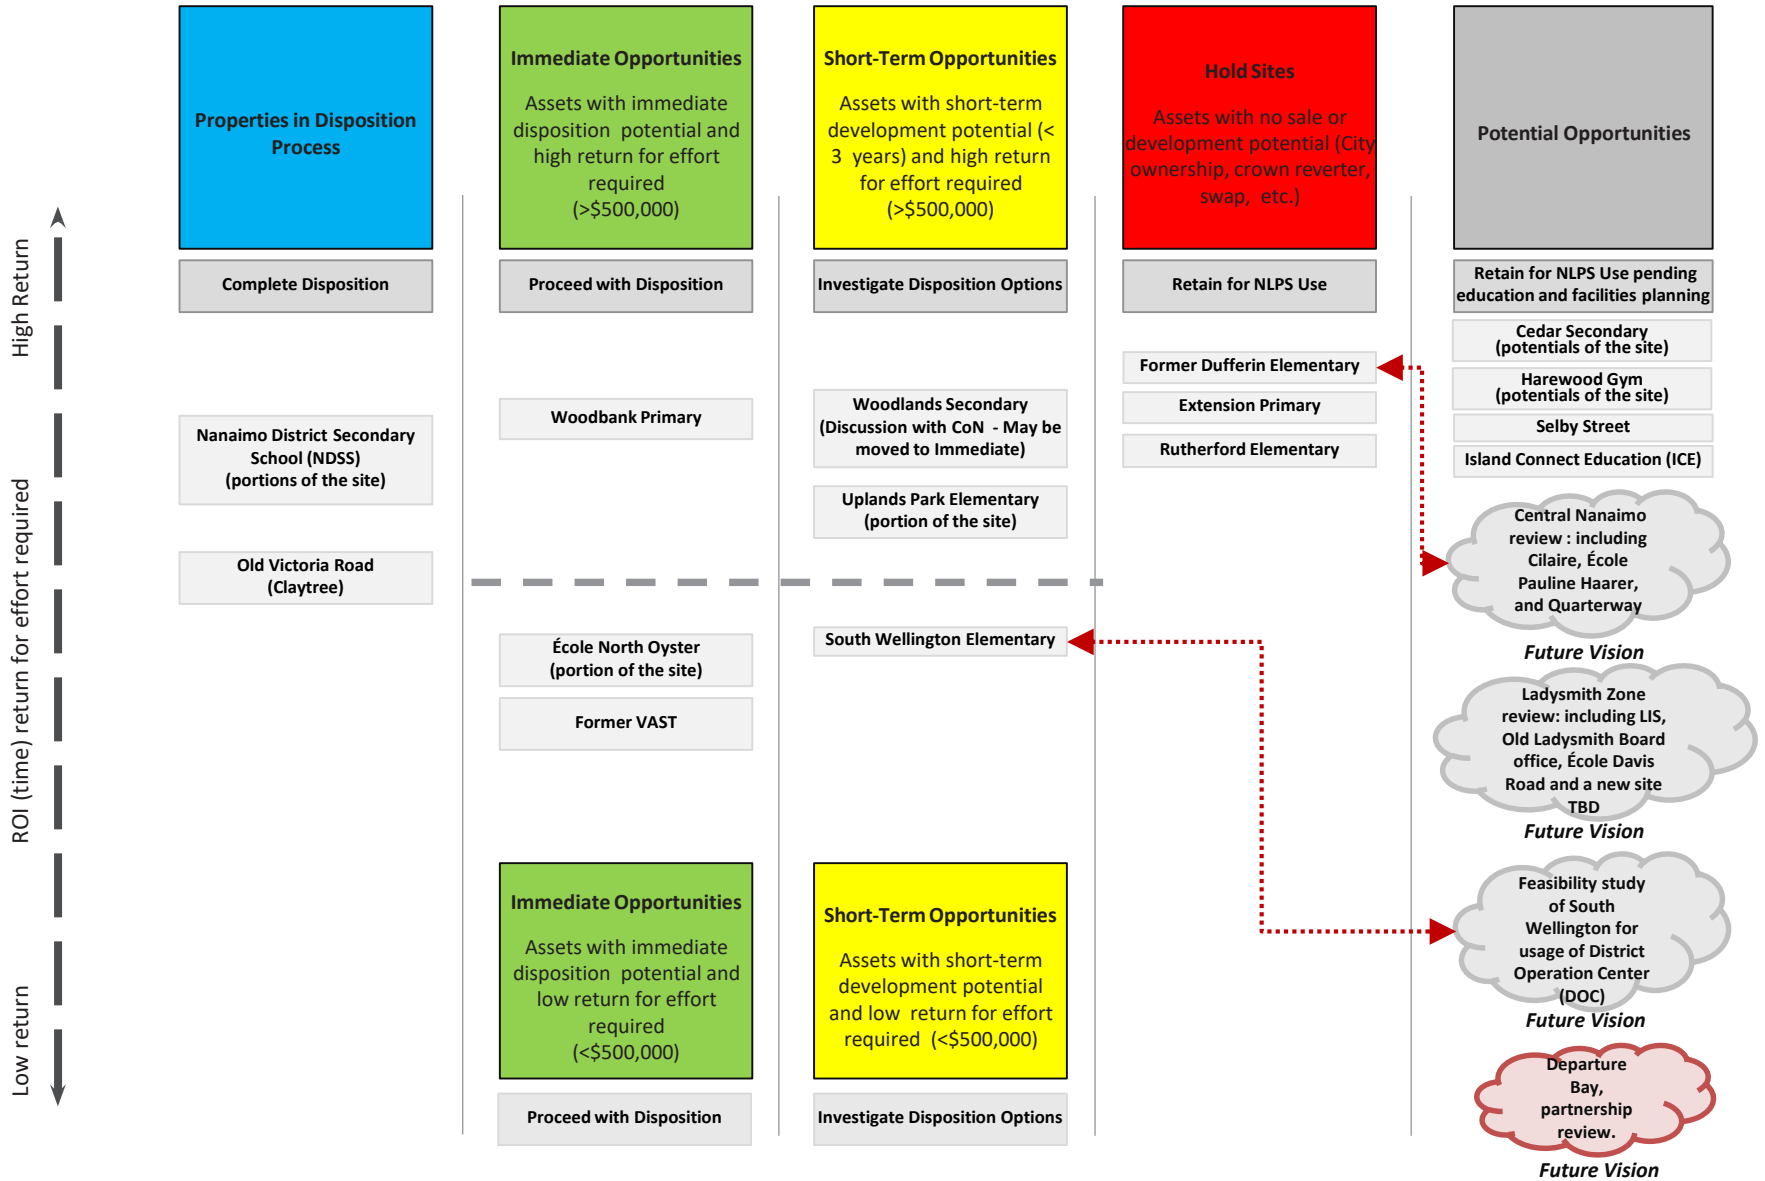 Properties in Disposition
Process
Complete Disposition
Nanaimo District Secondary
School (NDSS)
(portions of the site)
Old Victoria Road
(Claytree)
Immediate Opportunities
Assets with immediate
disposition potential and
high return for effort
required
(>$500,000)
Proceed with Disposition
Woodbank Primary
École North Oyster
(portion of the site)
Former VAST
Immediate Opportunities
Assets with immediate
disposition potential and
low return for effort
required
(<$500,000)
Proceed with Disposition
Short-Term Opportunities
Assets with short-term
development potential (<
3 years) and high return
for effort required
(>$500,000)
Investigate Disposition Options
Woodlands Secondary
(Discussion with CoN - May be
moved to Immediate)
Uplands Park Elementary
(portion of the site)
South Wellington Elementary
Short-Term Opportunities
Assets with short-term
development potential
and low return for effort
required (<$500,000)
Investigate Disposition Options
Hold Sites
Assets with no sale or
development potential (City
ownership, crown reverter,
swap, etc.)
Retain for NLPS Use
Former Dufferin Elementary
Extension Primary
Rutherford Elementary
Potential Opportunities
Retain for NLPS Use pending
education and facilities planning
Cedar Secondary
(potentials of the site)
Harewood Gym
(potentials of the site)
Selby Street
Island Connect Education (ICE)
Central Nanaimo
review : including
Cilaire, École
Pauline Haarer,
and Quarterway
Future Vision
Ladysmith Zone
review: including LIS,
Old Ladysmith Board
office, École Davis
Road and a new site
TBD
Future Vision
Feasibility study
of South
Wellington for
usage of District
Operation Center
(DOC)
Future Vision
Departure
Bay,
partnership
review.
Future Vision
High Return
ROI (time) return for effort required
Low return